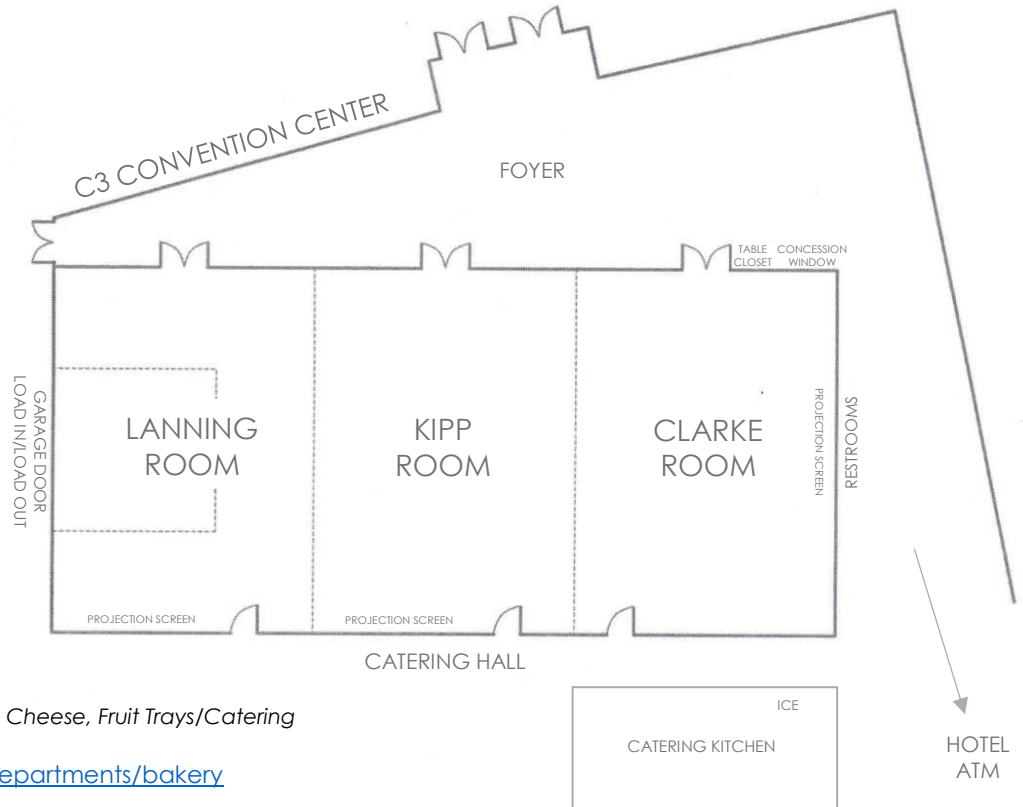 C3 CONVENTION CENTER
FOYER
TABLE
CLOSET
CONCESSION
WINDOW
GARAGE DOOR
LOAD IN/LOAD OUT
LANNING
ROOM
KIPP
ROOM
CLARKE
ROOM
PROJECTION SCREEN
RESTROOMS
PROJECTION SCREEN
PROJECTION SCREEN
CATERING HALL
Cheese, Fruit Trays/Catering
ICE
CATERING KITCHEN
HOTEL
ATM
epartments/bakery